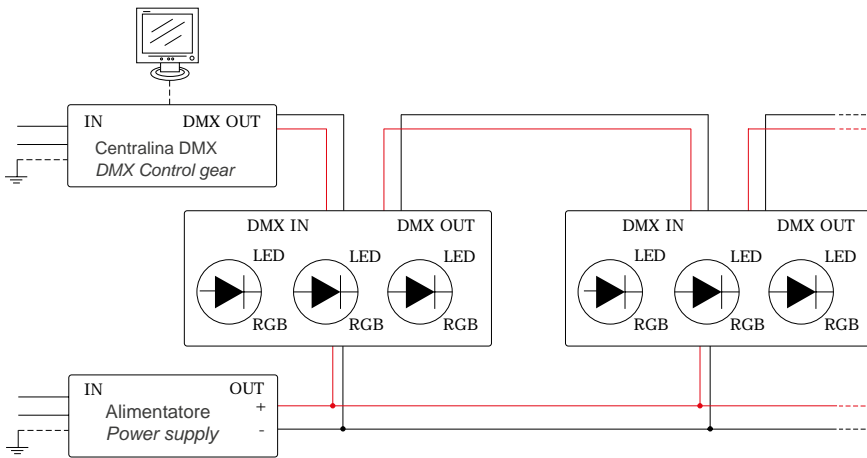 IN DMX OUT
Centralina DMX
DMX Control gear
DMX IN DMX OUT
LED LED LED
RGB RGB RGB
DMX IN DMX OUT
LED LED LED
RGB RGB RGB
IN OUT
Alimentatore +
Power supply -